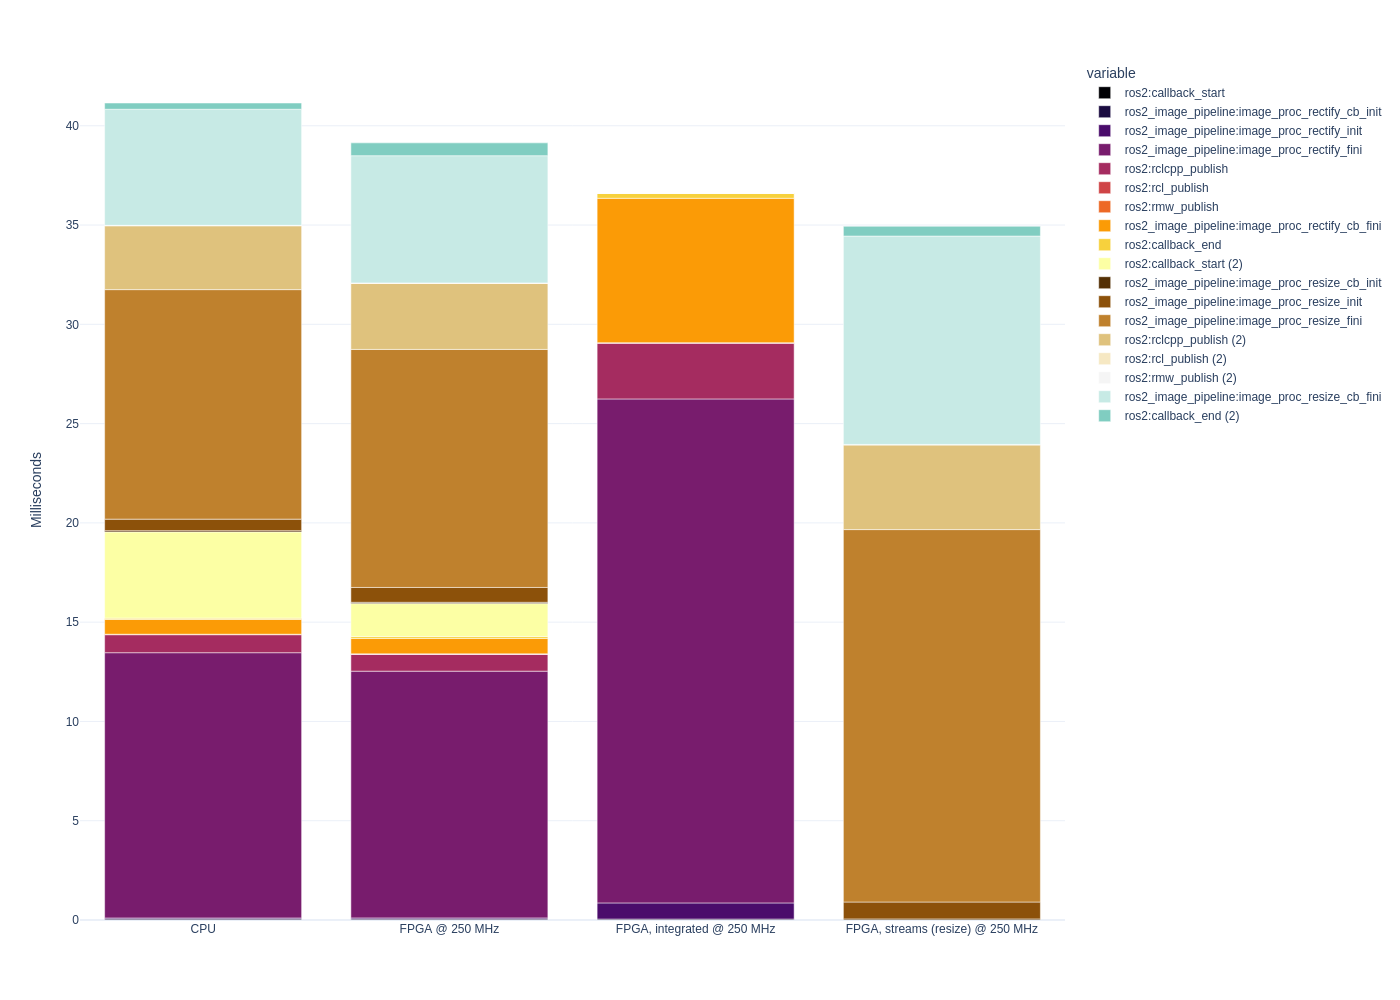 variable
ros2:callback_start
ros2_image_pipeline:image_proc_rectify_cb_init
ros2_image_pipeline:image_proc_rectify_init
ros2_image_pipeline:image_proc_rectify_fini
ros2:rclcpp_publish
ros2:rcl_publish
ros2:rmw_publish
ros2_image_pipeline:image_proc_rectify_cb_fini
ros2:callback_end
ros2:callback_start (2)
ros2_image_pipeline:image_proc_resize_cb_init
ros2_image_pipeline:image_proc_resize_init
ros2_image_pipeline:image_proc_resize_fini
ros2:rclcpp_publish (2)
ros2:rcl_publish (2)
ros2:rmw_publish (2)
ros2_image_pipeline:image_proc_resize_cb_fini
ros2:callback_end (2)
Milliseconds
40
35
30
25
20
15
10
5
0
CPU
FPGA @ 250 MHz
FPGA, integrated @ 250 MHz
FPGA, streams (resize) @ 250 MHz